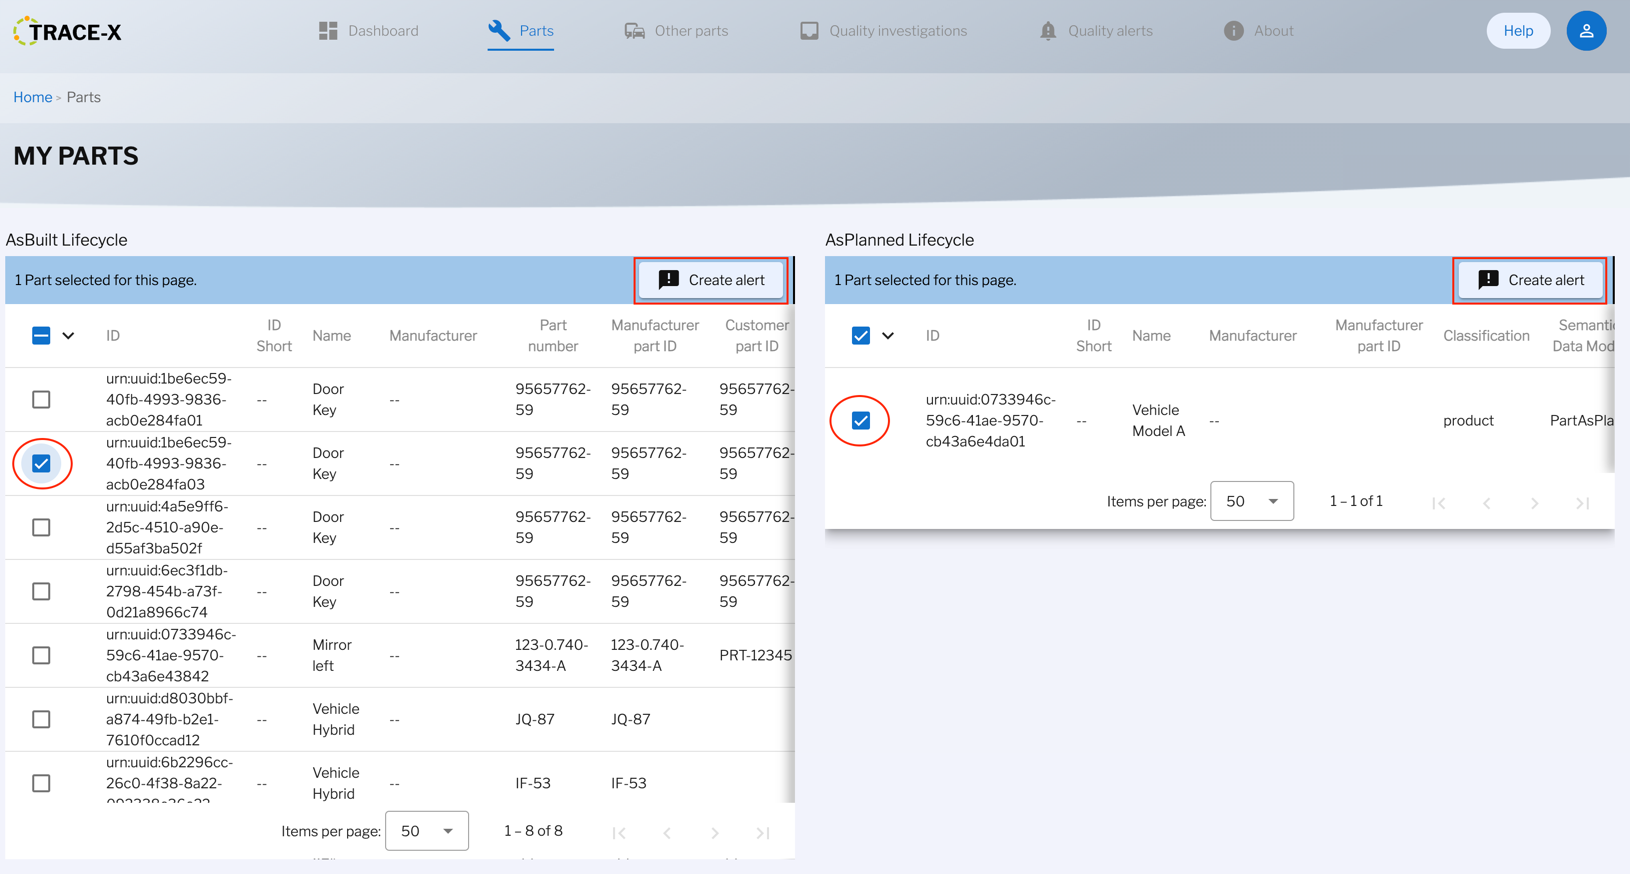 TRACE-X
Dashboard
Parts
Other parts
Quality investigations
Quality alerts
About
Help
Home > Parts
MY PARTS
AsBuilt Lifecycle
1 Part selected for this page.
Create alert
ID
ID
Short
Name
Manufacturer
Part
number
Manufacturer
part ID
Customer
part ID
urn:uuid:1be6ec59-
40fb-4993-9836-
acb0e284fa01
--
Door
Key
--
95657762-
59
95657762-
59
95657762-
59
urn:uuid:1be6ec59-
40fb-4993-9836-
acb0e284fa03
--
Door
Key
--
95657762-
59
95657762-
59
95657762-
59
urn:uuid:4a5e9ff6-
2d5c-4510-a90e-
d55af3ba502f
--
Door
Key
--
95657762-
59
95657762-
59
95657762-
59
urn:uuid:6ec3f1db-
2798-454b-a73f-
0d21a8966c74
--
Door
Key
--
95657762-
59
95657762-
59
95657762-
59
urn:uuid:0733946c-
59c6-41ae-9570-
cb43a6e43842
--
Mirror
left
--
123-0.740-
3434-A
123-0.740-
3434-A
PRT-12345
urn:uuid:d8030bbf-
a874-49fb-b2e1-
7610f0ccad12
--
Vehicle
Hybrid
--
JQ-87
JQ-87
urn:uuid:6b2296cc-
26c0-4f38-8a22-
--
Vehicle
Hybrid
--
IF-53
IF-53
Items per page: 50
1 – 8 of 8
AsPlanned Lifecycle
1 Part selected for this page.
Create alert
ID
ID
Short
Name
Manufacturer
Manufacturer
part ID
Classification
Semantic
Data Mod
urn:uuid:0733946c-
59c6-41ae-9570-
cb43a6e4da01
--
Vehicle
Model A
--
product
PartAsPla
Items per page: 50
1 – 1 of 1